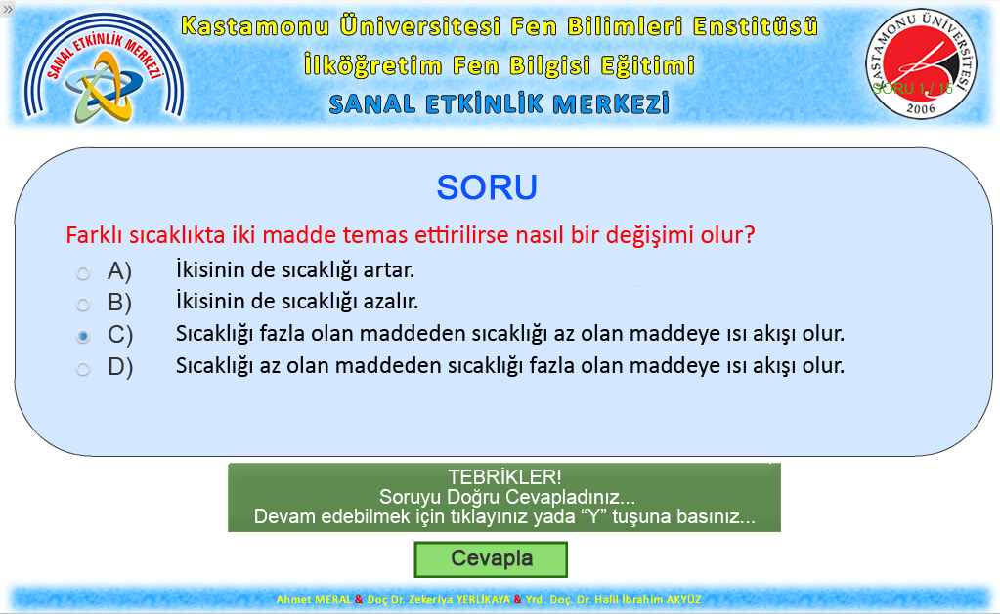 »
Kastamonu Üniversitesi Fen Bilimleri Enstitüsü
İlköğretim Fen Bilgisi Eğitimi
SANAL ETKİNLİK MERKEZİ
SANAL ETKİNLİK MERKEZİ
KASTAMONU ÜNİVERSİTESİ
SORU 1 / 15
2006
SORU
Farklı sıcaklıkta iki madde temas ettirilirse nasıl bir değişimi olur?
A) İkisinin de sıcaklığı artar.
B) İkisinin de sıcaklığı azalır.
C) Sıcaklığı fazla olan maddeden sıcaklığı az olan maddeye ısı akışı olur.
D) Sıcaklığı az olan maddeden sıcaklığı fazla olan maddeye ısı akışı olur.
TEBRİKLER!
Soruyu Doğru Cevapladınız...
Devam edebilmek için tıklayınız yada “Y” tuşuna basınız...
Cevapla
Ahmet MERAL & Doç Dr. Zekeriya YERLİKAYA & Yrd. Doç. Dr. Halil İbrahim AKYÜZ